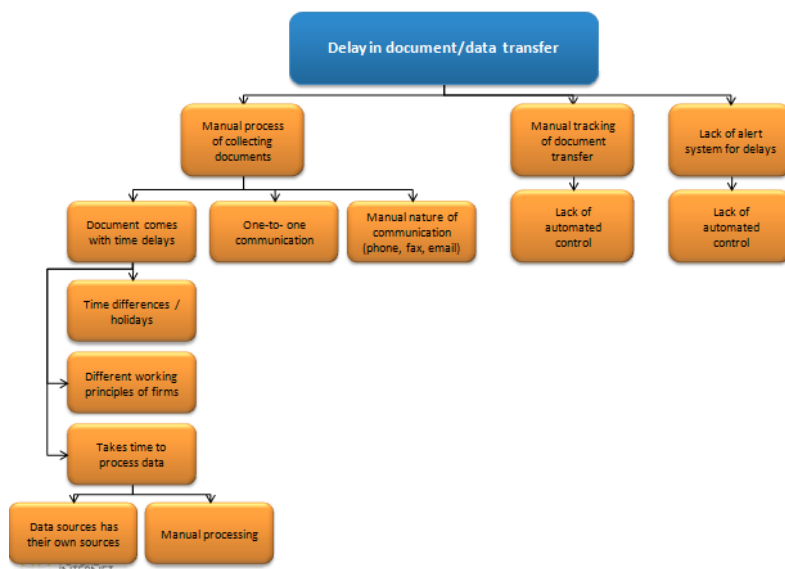 Delay in document/data transfer
Manual process
of collecting
documents
Manual tracking
of document
transfer
Lack of alert
system for delays
Document comes
with time delays
One-to- one
communication
Manual nature of
communication
(phone, fax, email)
Lack of
automated
control
Lack of
automated
control
Time differences /
holidays
Different working
principles of firms
Takes time to
process data
Data sources has
their own sources
Manual processing